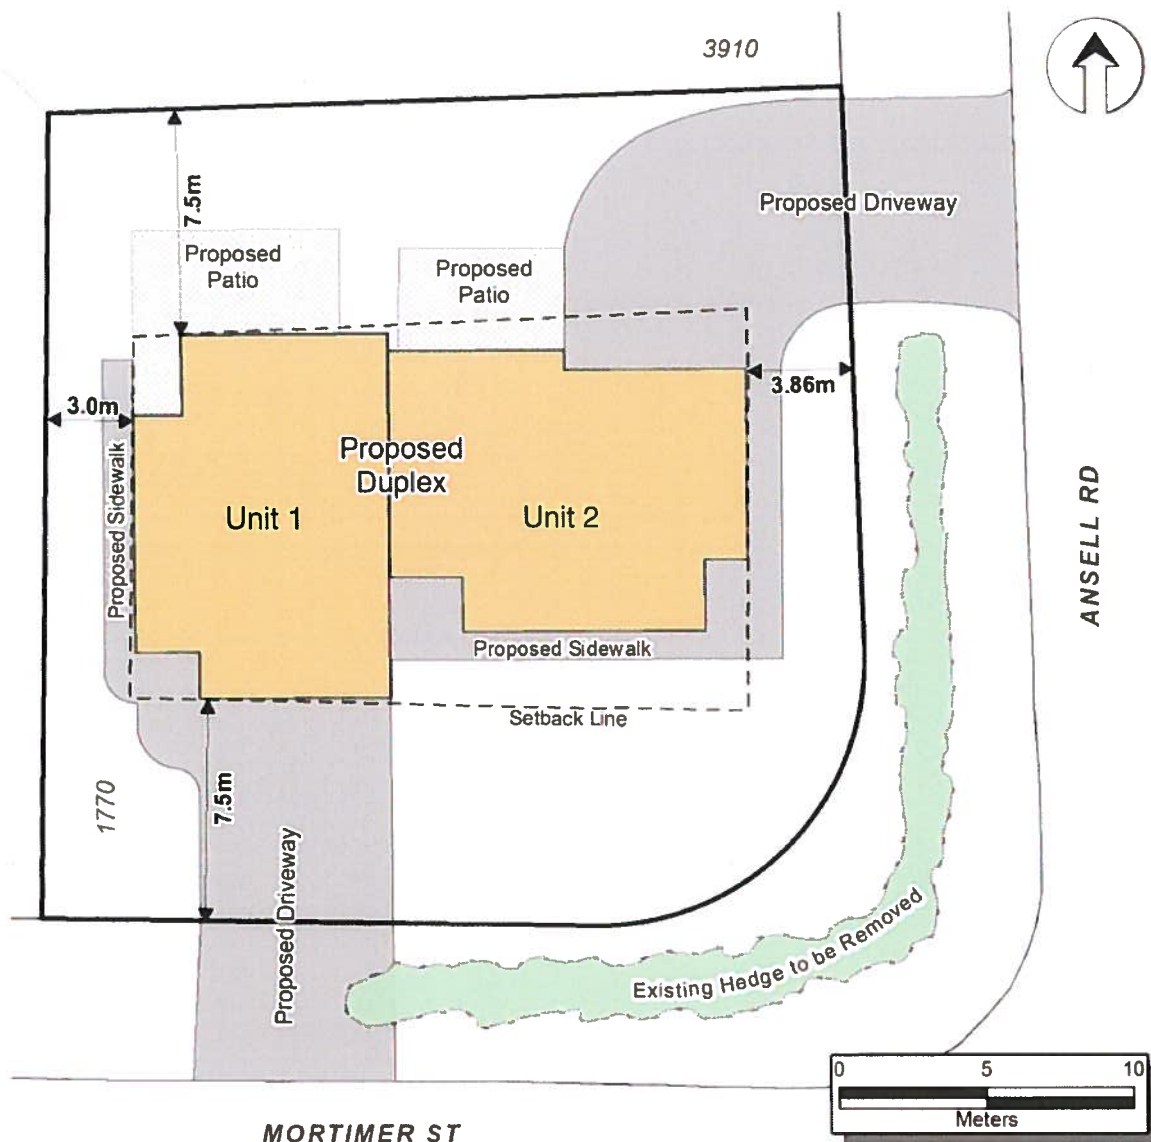 3910
7.5m
Proposed Driveway
Proposed
Patio
Proposed
Patio
3.0m
3.86m
Proposed
Duplex
Proposed Sidewalk
Unit 1
Unit 2
ANSELL RD
Proposed Sidewalk
Setback Line
1770
7.5m
Proposed Driveway
Existing Hedge to be Removed
0 5 10
Meters
MORTIMER ST